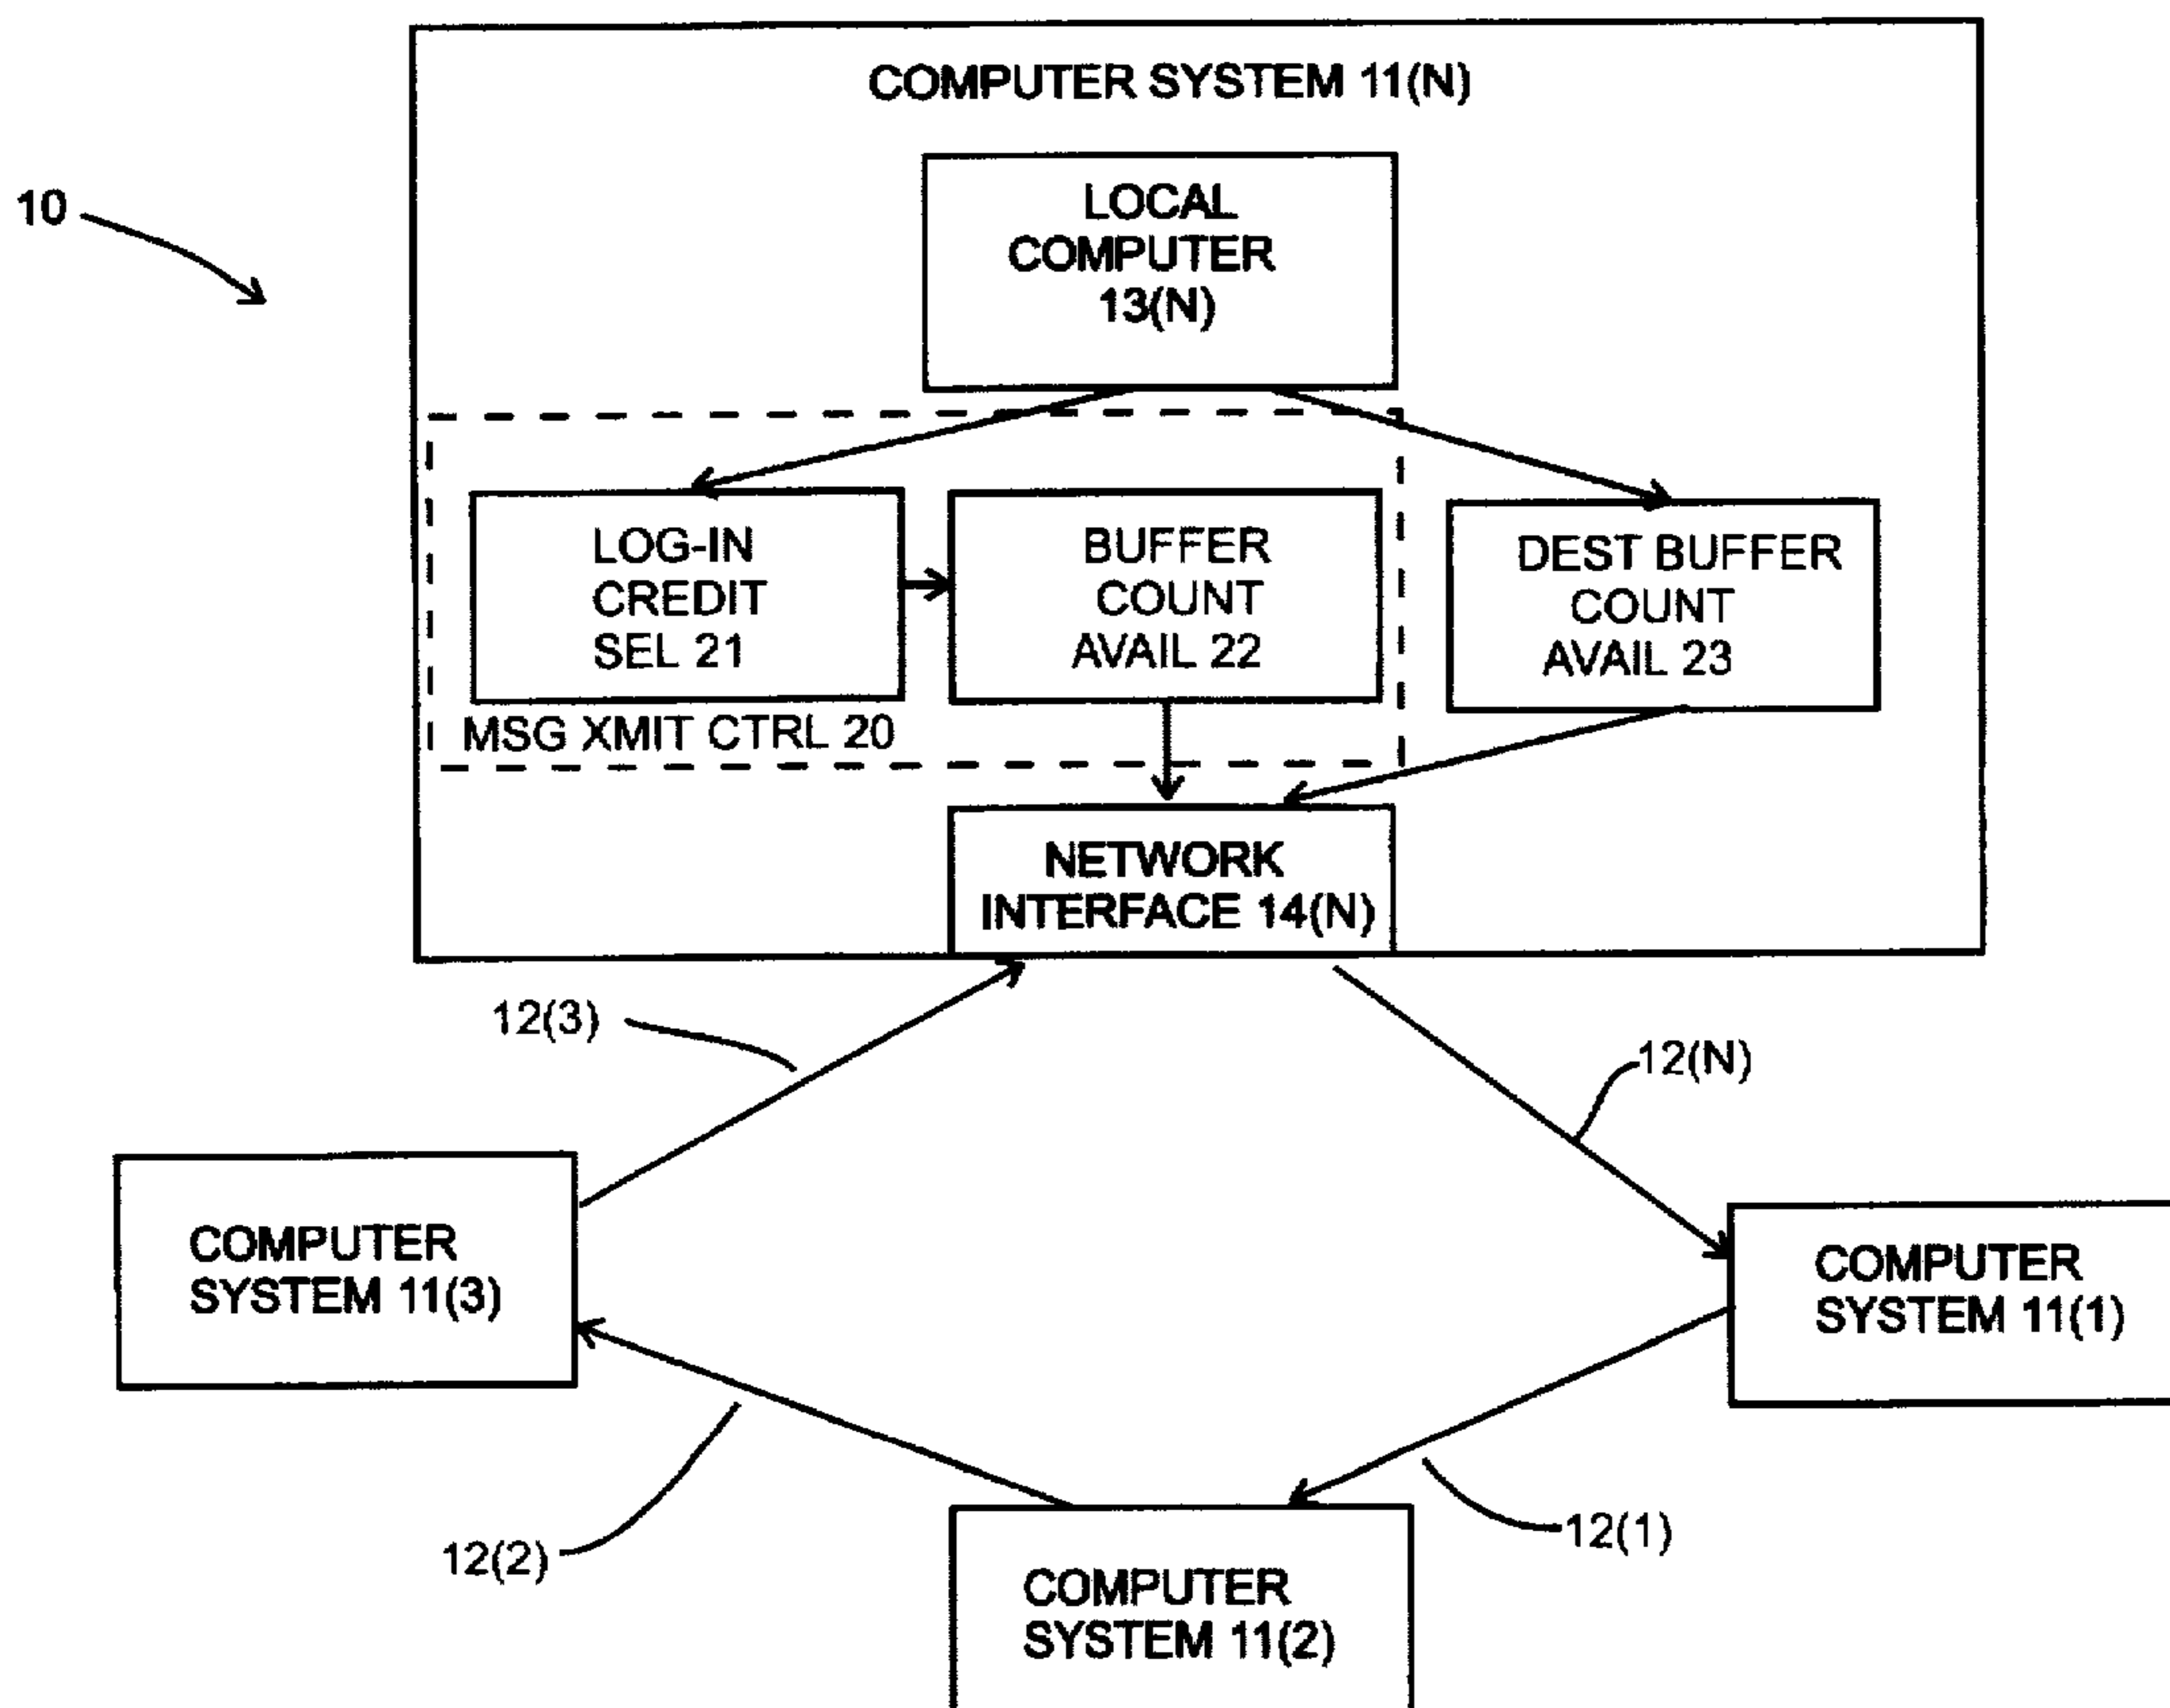 COMPUTER SYSTEM 11(N)
10
LOCAL
COMPUTER
13(N)
LOG-IN
CREDIT
SEL 21
BUFFER
COUNT
AVAIL 22
DEST BUFFER
COUNT
AVAIL 23
MSG XMIT CTRL 20
NETWORK
INTERFACE 14(N)
12(3)
12(N)
COMPUTER
SYSTEM 11(3)
COMPUTER
SYSTEM 11(1)
12(2)
12(1)
COMPUTER
SYSTEM 11(2)